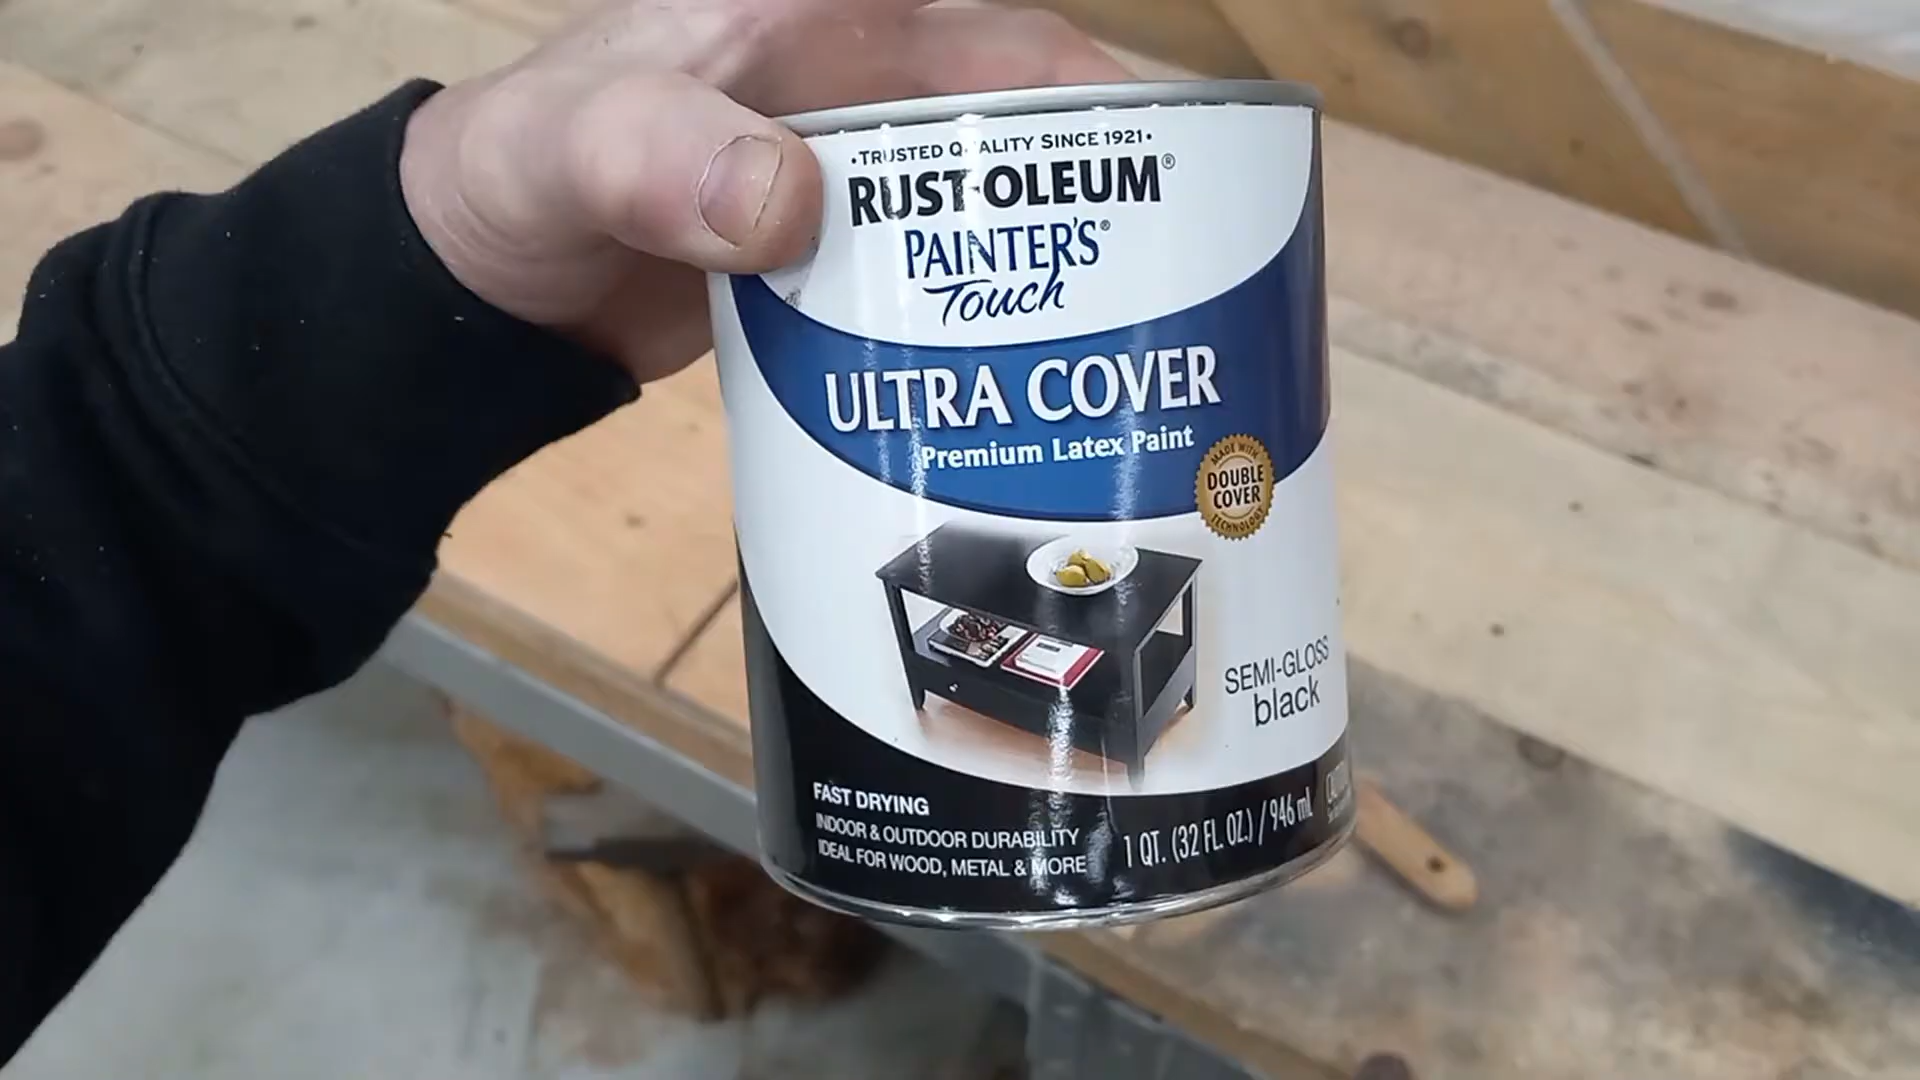 •TRUSTED QUALITY SINCE 1921•
RUST-OLEUM®
PAINTER'S®
Touch
ULTRA COVER
Premium Latex Paint
MADE WITH
DOUBLE
COVER
TECHNOLOGY
SEMI-GLOSS
black
FAST DRYING
INDOOR & OUTDOOR DURABILITY
IDEAL FOR WOOD, METAL & MORE
1 QT. (32 FL. OZ.) / 946 mL